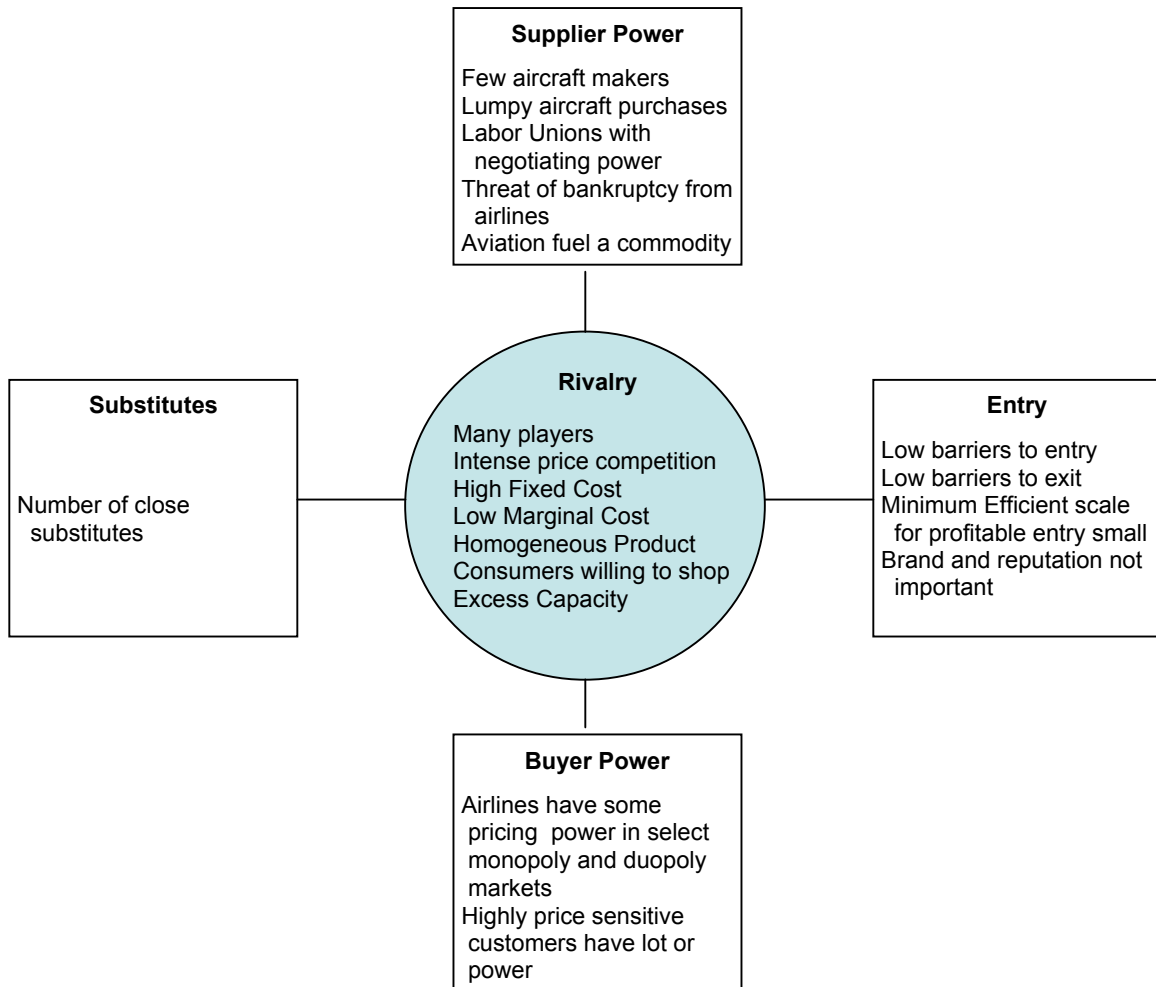 Supplier Power
Few aircraft makers
Lumpy aircraft purchases
Labor Unions with
negotiating power
Threat of bankruptcy from
airlines
Aviation fuel a commodity
Substitutes
Number of close
substitutes
Rivalry
Many players
Intense price competition
High Fixed Cost
Low Marginal Cost
Homogeneous Product
Consumers willing to shop
Excess Capacity
Entry
Low barriers to entry
Low barriers to exit
Minimum Efficient scale
for profitable entry small
Brand and reputation not
important
Buyer Power
Airlines have some
pricing power in select
monopoly and duopoly
markets
Highly price sensitive
customers have lot or
power